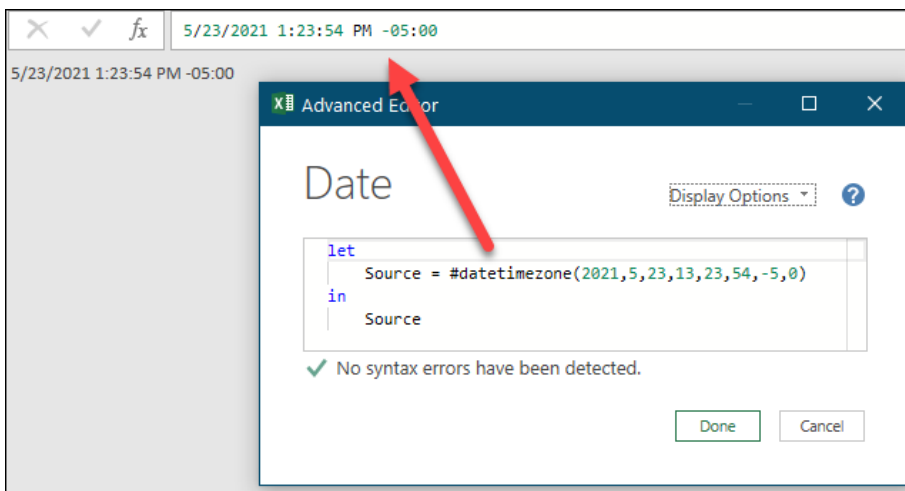 fx 5/23/2021 1:23:54 PM -05:00
5/23/2021 1:23:54 PM -05:00
Advanced Editor
Date
Display Options
?
let
Source = #datetimezone(2021,5,23,13,23,54,-5,0)
in
Source
No syntax errors have been detected.
Done Cancel